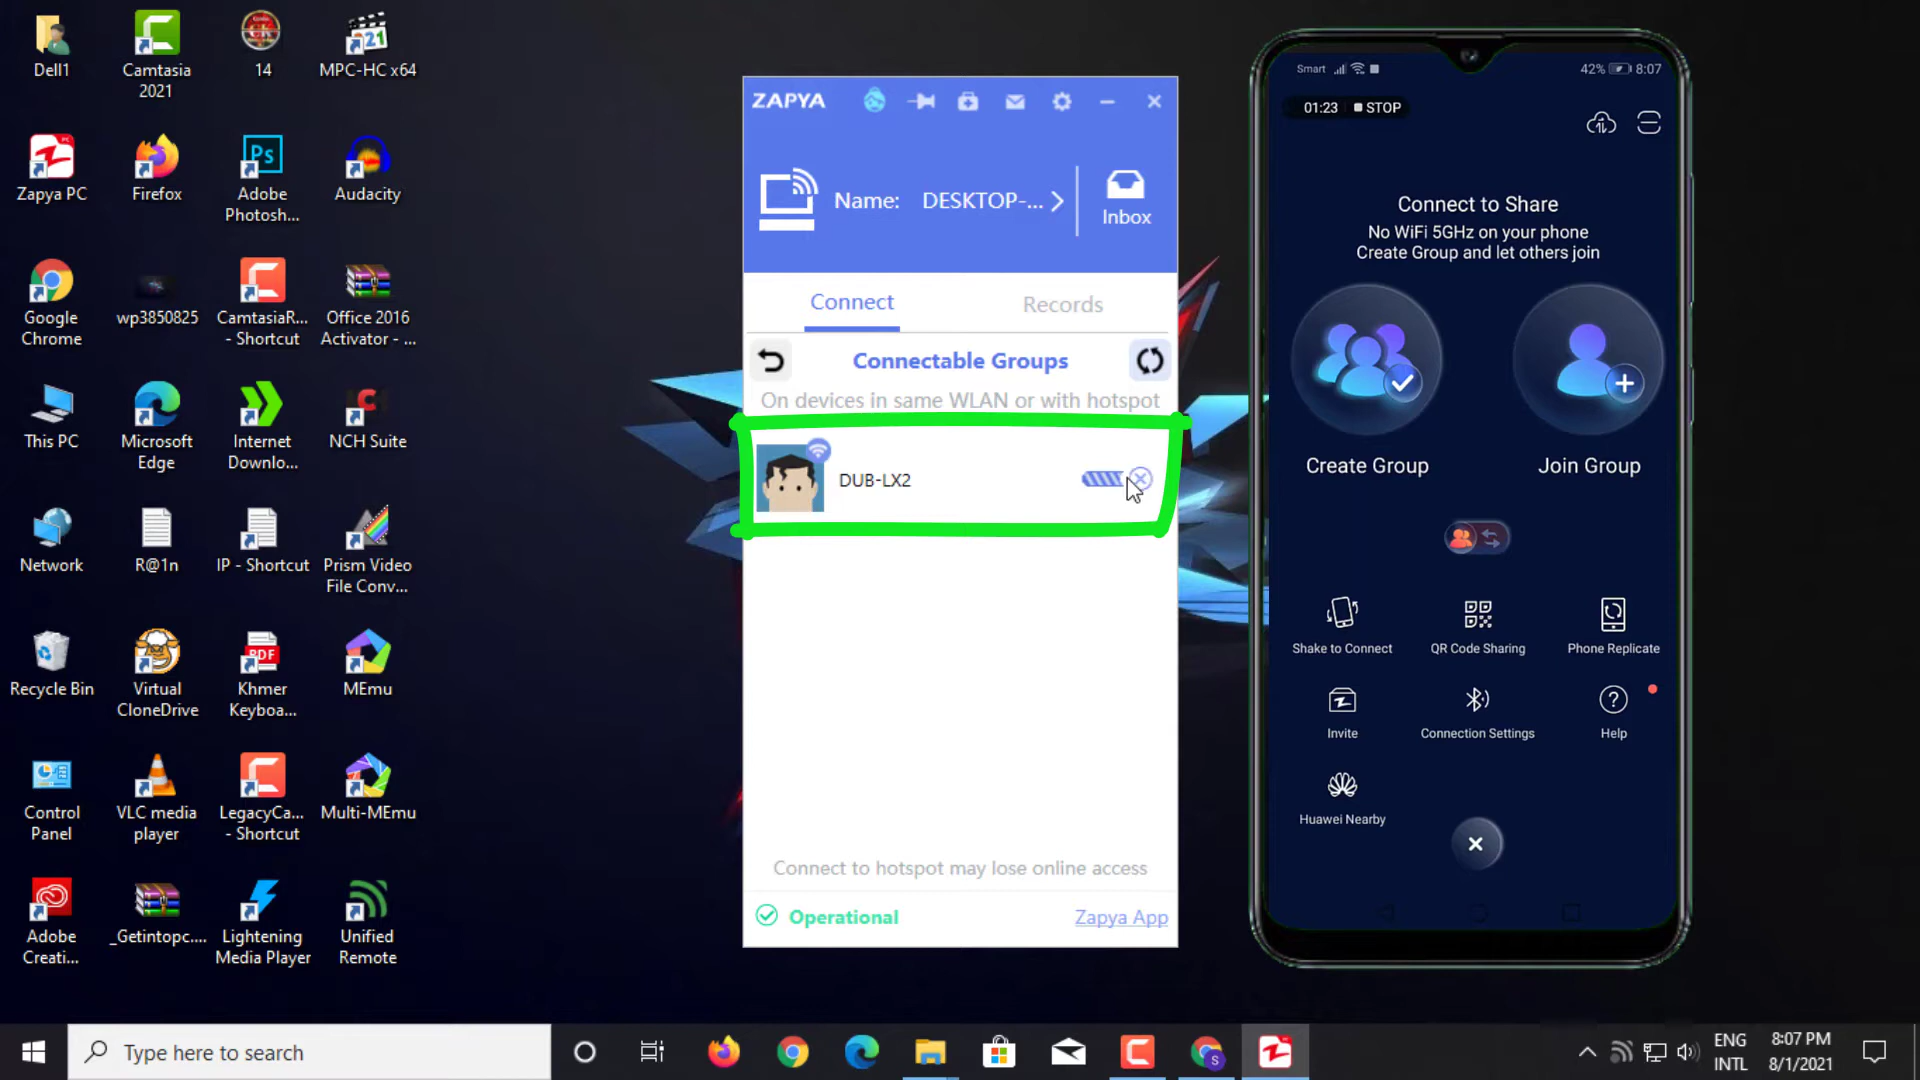 Dell1
Camtasia
2021
14
MPC-HC x64
Zapya PC
Firefox
Adobe
Photosh...
Audacity
Google
Chrome
wp3850825
CamtasiaR...
- Shortcut
Office 2016
Activator - ...
This PC
Microsoft
Edge
Internet
Downlo...
NCH Suite
Network
R@1n
IP - Shortcut
Prism Video
File Conv...
Recycle Bin
Virtual
CloneDrive
PDF
Khmer
Keyboa...
MEmu
Control
Panel
VLC media
player
LegacyCa...
- Shortcut
Multi-MEmu
Adobe
Creati...
_Getintopc....
Lightening
Media Player
Unified
Remote
ZAPYA
Name: DESKTOP-...
Inbox
Connect
Records
Connectable Groups
On devices in same WLAN or with hotspot
DUB-LX2
Connect to hotspot may lose online access
Operational
Zapya App
Smart
42%
8:07
01:23 STOP
Connect to Share
No WiFi 5GHz on your phone
Create Group and let others join
Create Group
Join Group
Shake to Connect
QR Code Sharing
Phone Replicate
Invite
Connection Settings
Help
Huawei Nearby
Type here to search
ENG
INTL
8:07 PM
8/1/2021